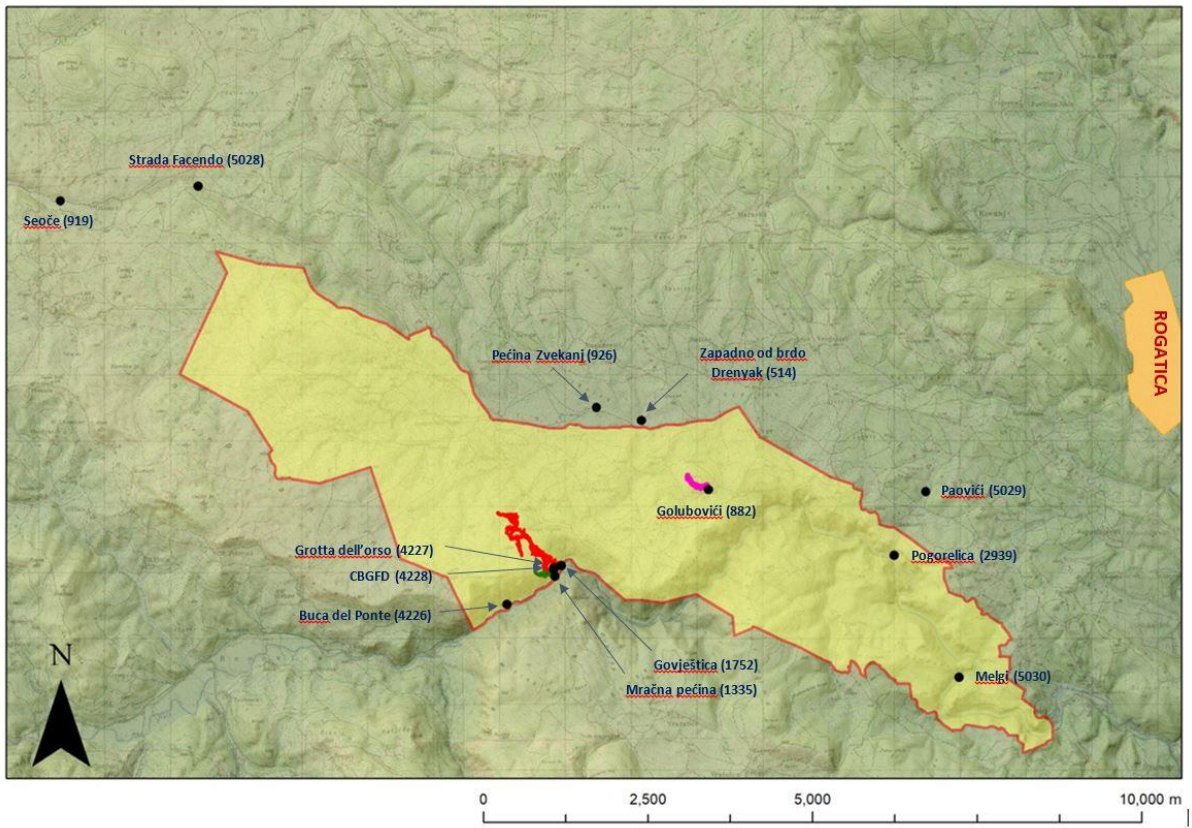 Strada Facendo (5028)
Seoče (919)
Pećina Zvekanj (926)
Zapadno od brdo
Drenyak (514)
ROGATICA
Paovići (5029)
Golubovići (882)
Grotta dell'orso (4227)
Pogorelica (2939)
CBGFD (4228)
Buca del Ponte (4226)
Govještica (1752)
Mračna pećina (1335)
Melgi (5030)
N
0 2,500 5,000 10,000 m